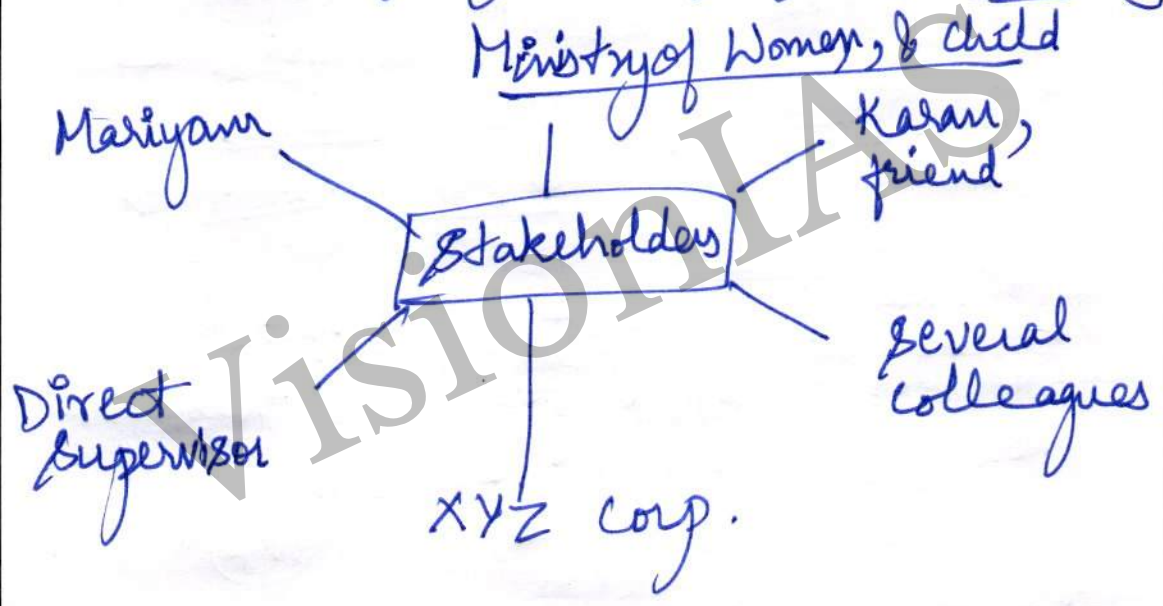 Ministry of Women, & Child
Mariyam
Karan,
friend
Stakeholders
Direct
supervisor
several
colleagues
XYZ corp.
VisionIAS